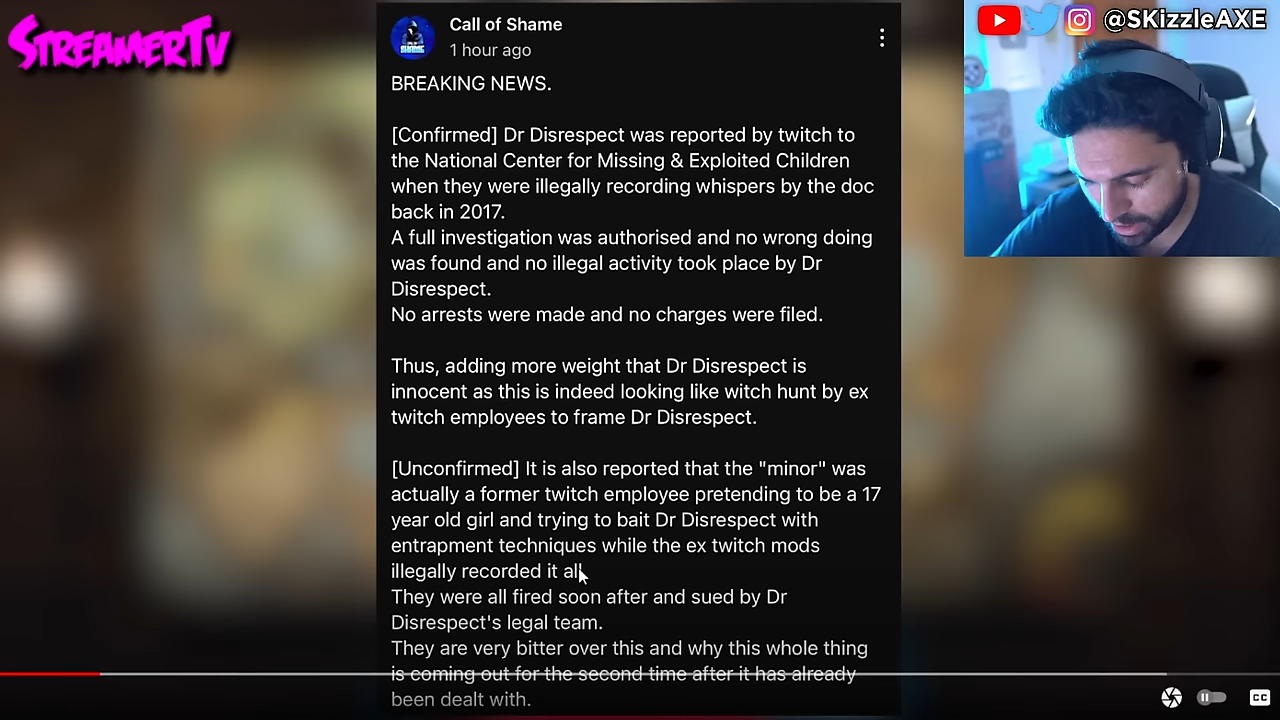 STREAMERTV
Call of Shame
1 hour ago
SHAME
@SKizzleAXE
BREAKING NEWS.
[Confirmed] Dr Disrespect was reported by twitch to
the National Center for Missing & Exploited Children
when they were illegally recording whispers by the doc
back in 2017.
A full investigation was authorised and no wrong doing
was found and no illegal activity took place by Dr
Disrespect.
No arrests were made and no charges were filed.
Thus, adding more weight that Dr Disrespect is
innocent as this is indeed looking like witch hunt by ex
twitch employees to frame Dr Disrespect.
[Unconfirmed] It is also reported that the "minor" was
actually a former twitch employee pretending to be a 17
year old girl and trying to bait Dr Disrespect with
entrapment techniques while the ex twitch mods
illegally recorded it all.
They were all fired soon after and sued by Dr
Disrespect's legal team.
They are very bitter over this and why this whole thing
is coming out for the second time after it has already
been dealt with.
CC